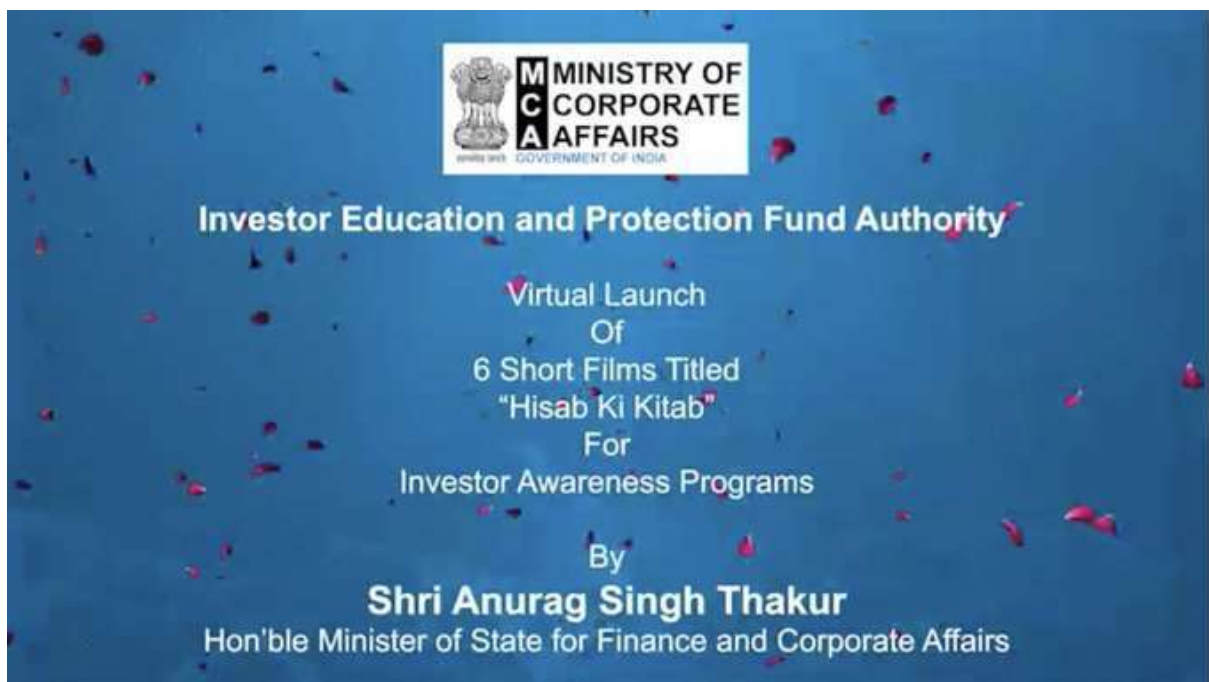 MCA
MINISTRY OF
CORPORATE
AFFAIRS
GOVERNMENT OF INDIA
Investor Education and Protection Fund Authority
Virtual Launch
Of
6 Short Films Titled
“Hisab Ki Kitab”
For
Investor Awareness Programs
By
Shri Anurag Singh Thakur
Hon'ble Minister of State for Finance and Corporate Affairs